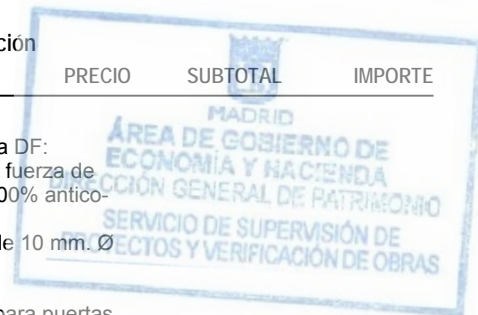 ción
PRECIO SUBTOTAL IMPORTE
MADRID
a DF:
ÁREA DE GOBIERNO DE
fuerza de
ECONOMÍA Y HACIENDA
00% antico-
DIRECCIÓN GENERAL DE PATRIMONIO
SERVICIO DE SUPERVISIÓN DE
de 10 mm. Ø
PROYECTOS Y VERIFICACIÓN DE OBRAS
para puertas